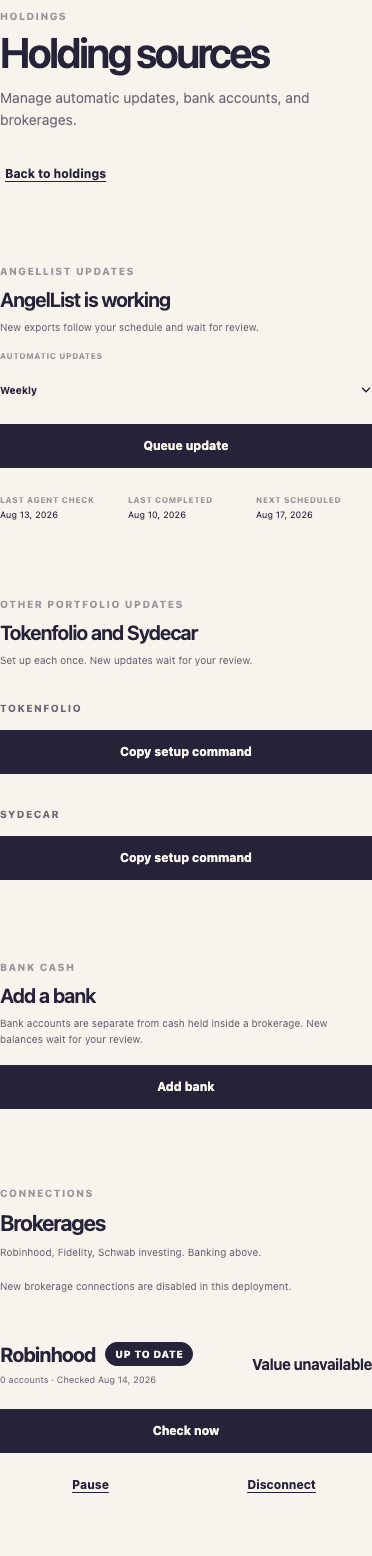 HOLDINGS
Holding sources
Manage automatic updates, bank accounts, and
brokerages.
Back to holdings
ANGELLIST UPDATES
AngelList is working
New exports follow your schedule and wait for review.
AUTOMATIC UPDATES
Weekly
Queue update
LAST AGENT CHECK LAST COMPLETED NEXT SCHEDULED
Aug 13, 2026 Aug 10, 2026 Aug 17, 2026
OTHER PORTFOLIO UPDATES
Tokenfolio and Sydecar
Set up each once. New updates wait for your review.
TOKENFOLIO
Copy setup command
SYDECAR
Copy setup command
BANK CASH
Add a bank
Bank accounts are separate from cash held inside a brokerage. New
balances wait for your review.
Add bank
CONNECTIONS
Brokerages
Robinhood, Fidelity, Schwab investing. Banking above.
New brokerage connections are disabled in this deployment.
Robinhood UP TO DATE
Value unavailable
0 accounts · Checked Aug 14, 2026
Check now
Pause Disconnect